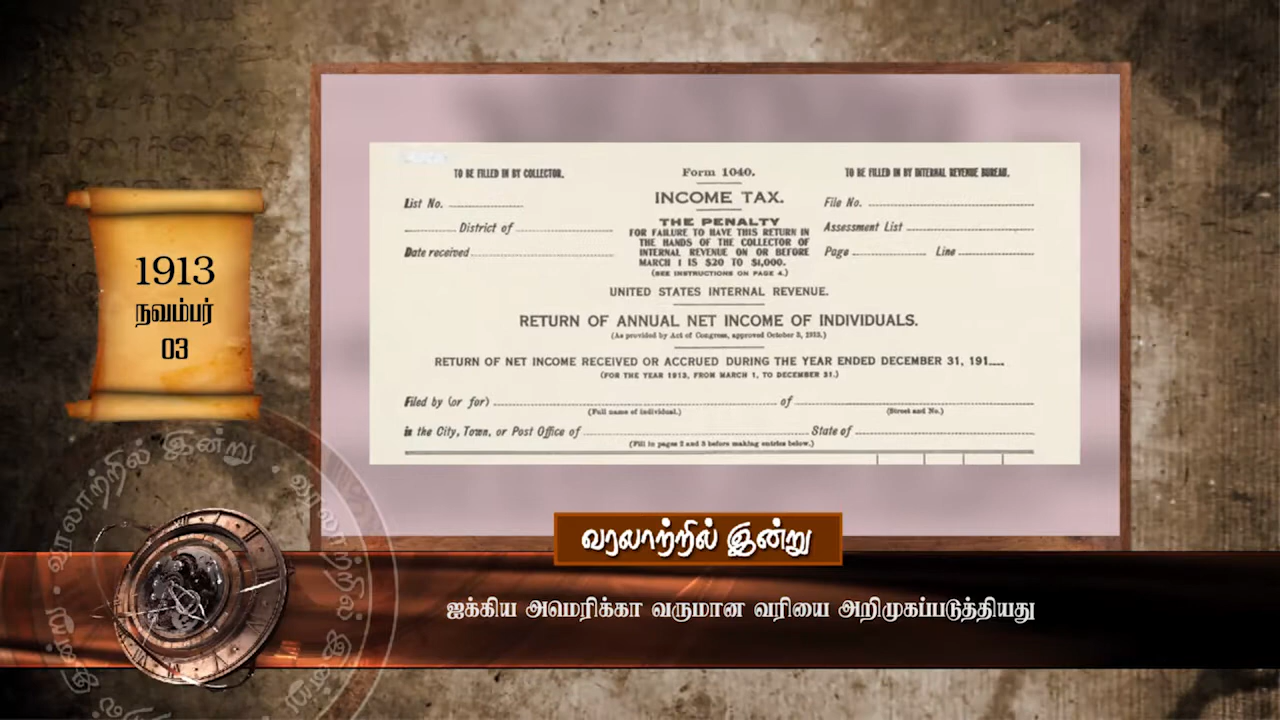 1913
நவம்பர்
03
TO BE FILLED IN BY COLLECTOR.
List No.
District of
Date received
Form 1040.
INCOME TAX.
THE PENALTY
FOR FAILURE TO HAVE THIS RETURN IN
THE HANDS OF THE COLLECTOR OF
INTERNAL REVENUE ON OR BEFORE
MARCH 1 IS $20 TO $1,000.
(SEE INSTRUCTIONS ON PAGE 4.)
TO BE FILLED IN BY INTERNAL REVENUE BUREAU.
File No.
Assessment List
Page Line
UNITED STATES INTERNAL REVENUE.
RETURN OF ANNUAL NET INCOME OF INDIVIDUALS.
(As provided by Act of Congress, approved October 3, 1913.)
RETURN OF NET INCOME RECEIVED OR ACCRUED DURING THE YEAR ENDED DECEMBER 31, 191
(FOR THE YEAR 1913, FROM MARCH 1, TO DECEMBER 31.)
Filed by (or for) of
(Full name of individual.) (Street and No.)
in the City, Town, or Post Office of State of
(Fill in pages 2 and 3 before making entries below.)
வரலாற்றில் இன்று
ஐக்கிய அமெரிக்கா வருமான வரியை அறிமுகப்படுத்தியது
வரலாற்றில் இன்று • வரலாற்றில் இன்று • வரலாற்றில் இன்று